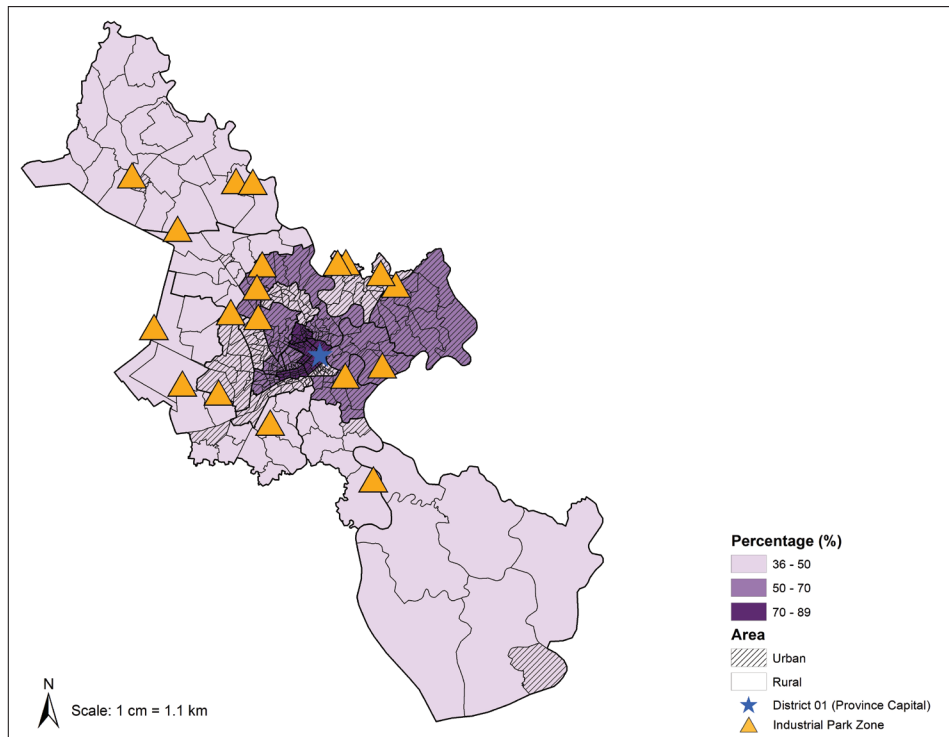 Percentage (%)
36 - 50
50 - 70
70 - 89
Area
Urban
Rural
District 01 (Province Capital)
Industrial Park Zone
N
Scale: 1 cm = 1.1 km